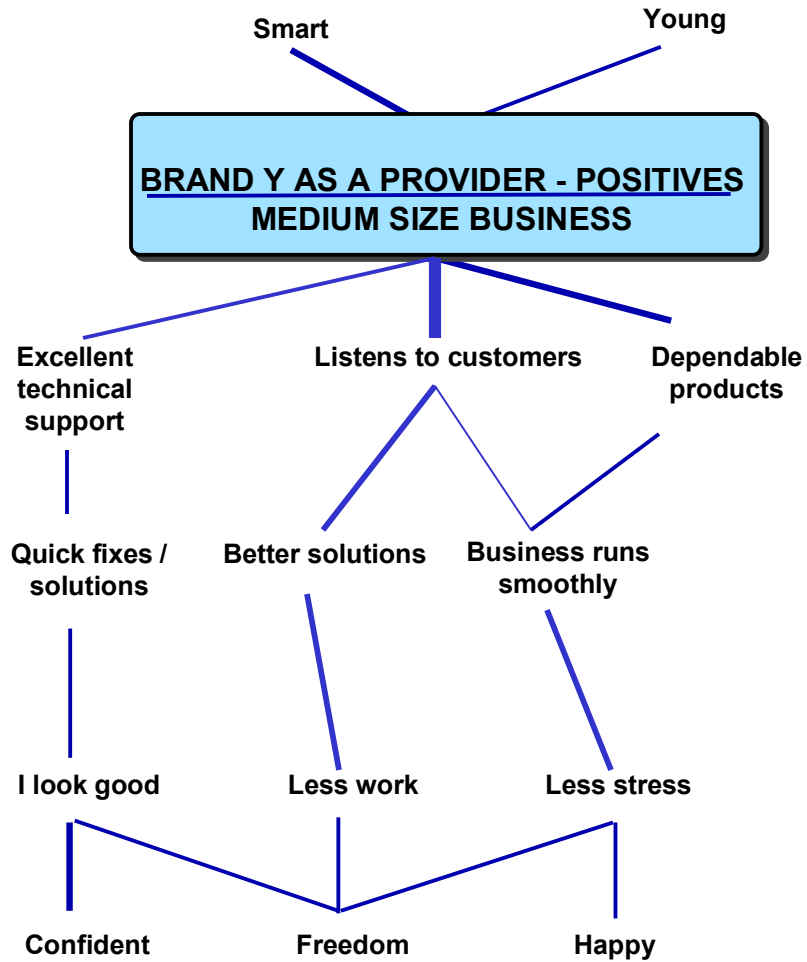 Smart
Young
BRAND Y AS A PROVIDER - POSITIVES
MEDIUM SIZE BUSINESS
Excellent
technical
support
Listens to customers
Dependable
products
Quick fixes /
solutions
Better solutions
Business runs
smoothly
I look good
Less work
Less stress
Confident
Freedom
Happy